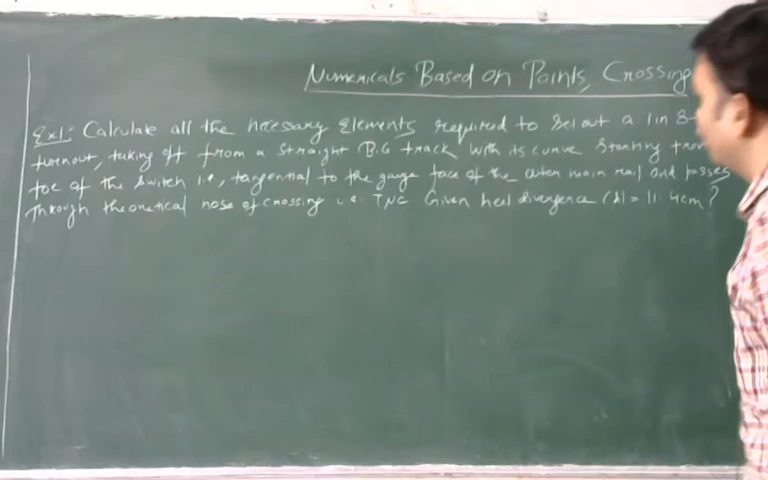 Numericals Based on Points, Crossing
Ex1:- Calculate all the necessary Elements required to set out a 1 in 8
turnout, taking off from a straight B.G track, with its curve starting from
toe of the switch i.e, tangential to the gauge face of the outer main rail and passes
through theoretical nose of crossing i.e. TNC Given heel divergence (d) = 11.4cm?